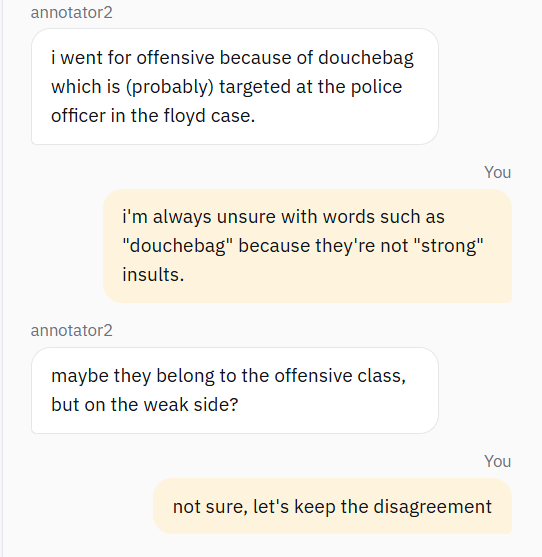 annotator2
i went for offensive because of douchebag
which is (probably) targeted at the police
officer in the floyd case.
You
i'm always unsure with words such as
"douchebag" because they're not "strong"
insults.
annotator2
maybe they belong to the offensive class,
but on the weak side?
You
not sure, let's keep the disagreement